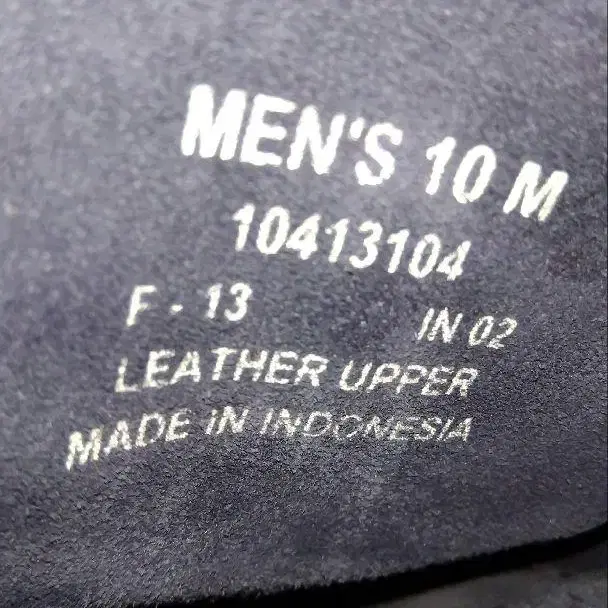 MEN'S 10 M
10413104
F - 13 IN 02
LEATHER UPPER
MADE IN INDONESIA